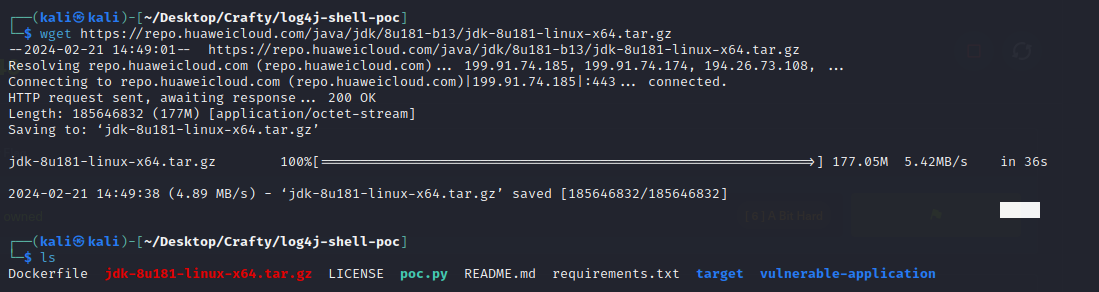 ┌──(kali㉿kali)-[~/Desktop/Crafty/log4j-shell-poc]
└─$ wget https://repo.huaweicloud.com/java/jdk/8u181-b13/jdk-8u181-linux-x64.tar.gz
--2024-02-21 14:49:01-- https://repo.huaweicloud.com/java/jdk/8u181-b13/jdk-8u181-linux-x64.tar.gz
Resolving repo.huaweicloud.com (repo.huaweicloud.com)... 199.91.74.185, 199.91.74.174, 194.26.73.108, ...
Connecting to repo.huaweicloud.com (repo.huaweicloud.com)|199.91.74.185|:443... connected.
HTTP request sent, awaiting response... 200 OK
Length: 185646832 (177M) [application/octet-stream]
Saving to: ‘jdk-8u181-linux-x64.tar.gz’
jdk-8u181-linux-x64.tar.gz 100%[===================================================>] 177.05M 5.42MB/s in 36s
2024-02-21 14:49:38 (4.89 MB/s) - ‘jdk-8u181-linux-x64.tar.gz’ saved [185646832/185646832]
owned ( 8 ) A Bit Hard
┌──(kali㉿kali)-[~/Desktop/Crafty/log4j-shell-poc]
└─$ ls
Dockerfile jdk-8u181-linux-x64.tar.gz LICENSE poc.py README.md requirements.txt target vulnerable-application